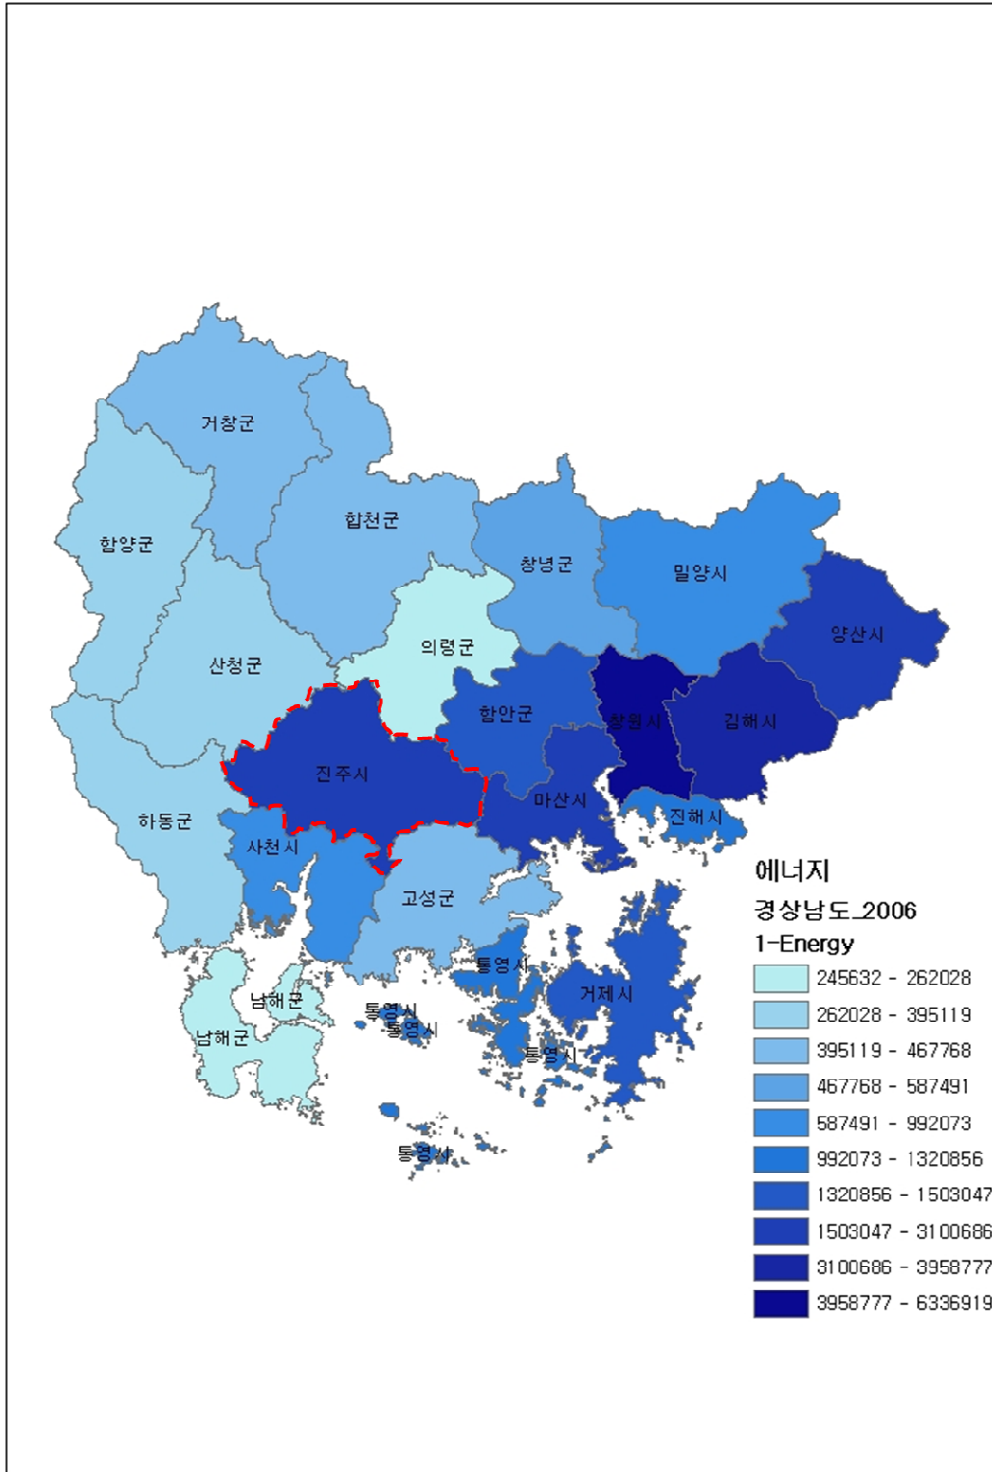 거창군
합천군
함양군
창녕군
밀양시
양산시
의령군
산청군
함안군
창원시
김해시
진주시
마산시
진해시
하동군
사천시
고성군
통영시
거제시
남해군
통영시
통영시
남해군
통영시
통영시
에너지
경상남도_2006
1-Energy
245632 - 262028
262028 - 395119
395119 - 467768
467768 - 587491
587491 - 992073
992073 - 1320856
1320856 - 1503047
1503047 - 3100686
3100686 - 3958777
3958777 - 6336919